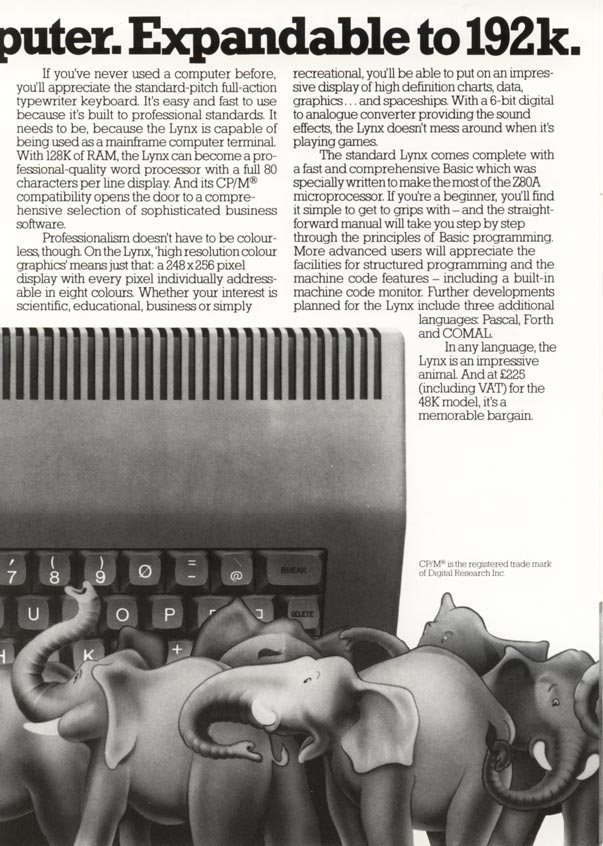 puter. Expandable to 192k.
If you've never used a computer before,
you'll appreciate the standard-pitch full-action
typewriter keyboard. It's easy and fast to use
because it's built to professional standards. It
needs to be, because the Lynx is capable of
being used as a mainframe computer terminal.
With 128K of RAM, the Lynx can become a pro-
fessional-quality word processor with a full 80
characters per line display. And its CP/M®
compatibility opens the door to a compre-
hensive selection of sophisticated business
software.
Professionalism doesn't have to be colour-
less, though. On the Lynx, 'high resolution colour
graphics' means just that: a 248 x 256 pixel
display with every pixel individually address-
able in eight colours. Whether your interest is
scientific, educational, business or simply
recreational, you'll be able to put on an impres-
sive display of high definition charts, data,
graphics... and spaceships. With a 6-bit digital
to analogue converter providing the sound
effects, the Lynx doesn't mess around when it's
playing games.
The standard Lynx comes complete with
a fast and comprehensive Basic which was
specially written to make the most of the Z80A
microprocessor. If you're a beginner, you'll find
it simple to get to grips with – and the straight-
forward manual will take you step by step
through the principles of Basic programming.
More advanced users will appreciate the
facilities for structured programming and the
machine code features – including a built-in
machine code monitor. Further developments
planned for the Lynx include three additional
languages: Pascal, Forth
and COMAL.
In any language, the
Lynx is an impressive
animal. And at £225
(including VAT) for the
48K model, it's a
memorable bargain.
CP/M® is the registered trade mark
of Digital Research Inc.
' ( ) = `
7 8 9 Ø - @ BREAK
U O P [ ] DELETE
H K +